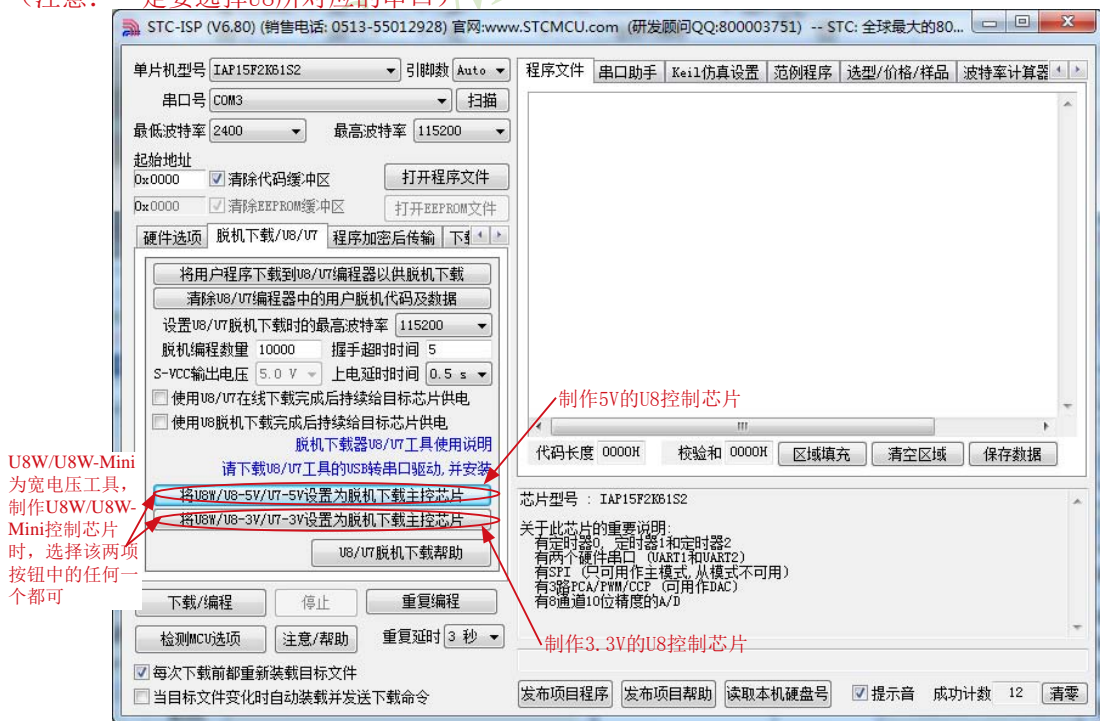 （注意：一定要选择U8所对应的串口）
STC-ISP (V6.80) (销售电话: 0513-55012928) 官网:www.STCMCU.com (研发顾问QQ:800003751) -- STC: 全球最大的80...
单片机型号 IAP15F2K61S2 引脚数 Auto
串口号 COM3 扫描
最低波特率 2400 最高波特率 115200
起始地址
0x0000 清除代码缓冲区 打开程序文件
0x0000 清除EEPROM缓冲区 打开EEPROM文件
硬件选项 脱机下载/U8/U7 程序加密后传输
将用户程序下载到U8/U7编程器以供脱机下载
清除U8/U7编程器中的用户脱机代码及数据
设置U8/U7脱机下载时的最高波特率 115200
脱机编程数量 10000 握手超时时间 5
S-VCC输出电压 5.0 V 上电延时时间 0.5 s
使用U8/U7在线下载完成后持续给目标芯片供电
使用U8脱机下载完成后持续给目标芯片供电
脱机下载器U8/U7工具使用说明
请下载U8/U7工具的USB转串口驱动,并安装
将U8W/U8-5V/U7-5V设置为脱机下载主控芯片
将U8W/U8-3V/U7-3V设置为脱机下载主控芯片
U8/U7脱机下载帮助
下载/编程 停止 重复编程
检测MCU选项 注意/帮助 重复延时 3 秒
每次下载前都重新装载目标文件
当目标文件变化时自动装载并发送下载命令
U8W/U8W-Mini
为宽电压工具，
制作U8W/U8W-
Mini控制芯片
时，选择该两项
按钮中的任何一
个都可
程序文件 串口助手 Keil仿真设置 范例程序 选型/价格/样品 波特率计算器
制作5V的U8控制芯片
代码长度 0000H 校验和 0000H 区域填充 清空区域 保存数据
芯片型号 : IAP15F2K61S2
关于此芯片的重要说明:
有定时器0, 定时器1和定时器2
有两个硬件串口 (UART1和UART2)
有SPI (只可用作主模式,从模式不可用)
有3路PCA/PWM/CCP (可用作DAC)
有8通道10位精度的A/D
制作3.3V的U8控制芯片
发布项目程序 发布项目帮助 读取本机硬盘号 提示音 成功计数 12 清零